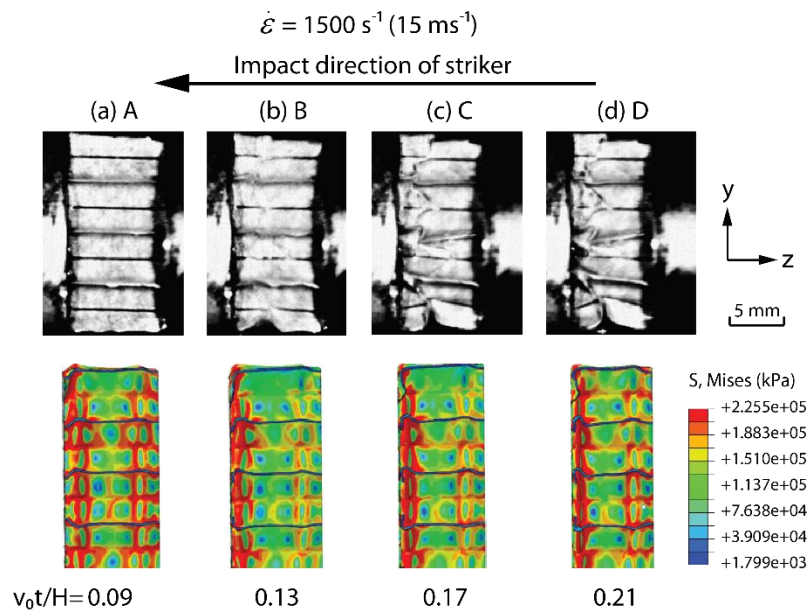 ε̇ = 1500 s⁻¹ (15 ms⁻¹)
Impact direction of striker
(a) A (b) B (c) C (d) D
y
z
5 mm
S, Mises (kPa)
+2.255e+05
+1.883e+05
+1.510e+05
+1.137e+05
+7.638e+04
+3.909e+04
+1.799e+03
v₀t/H= 0.09 0.13 0.17 0.21